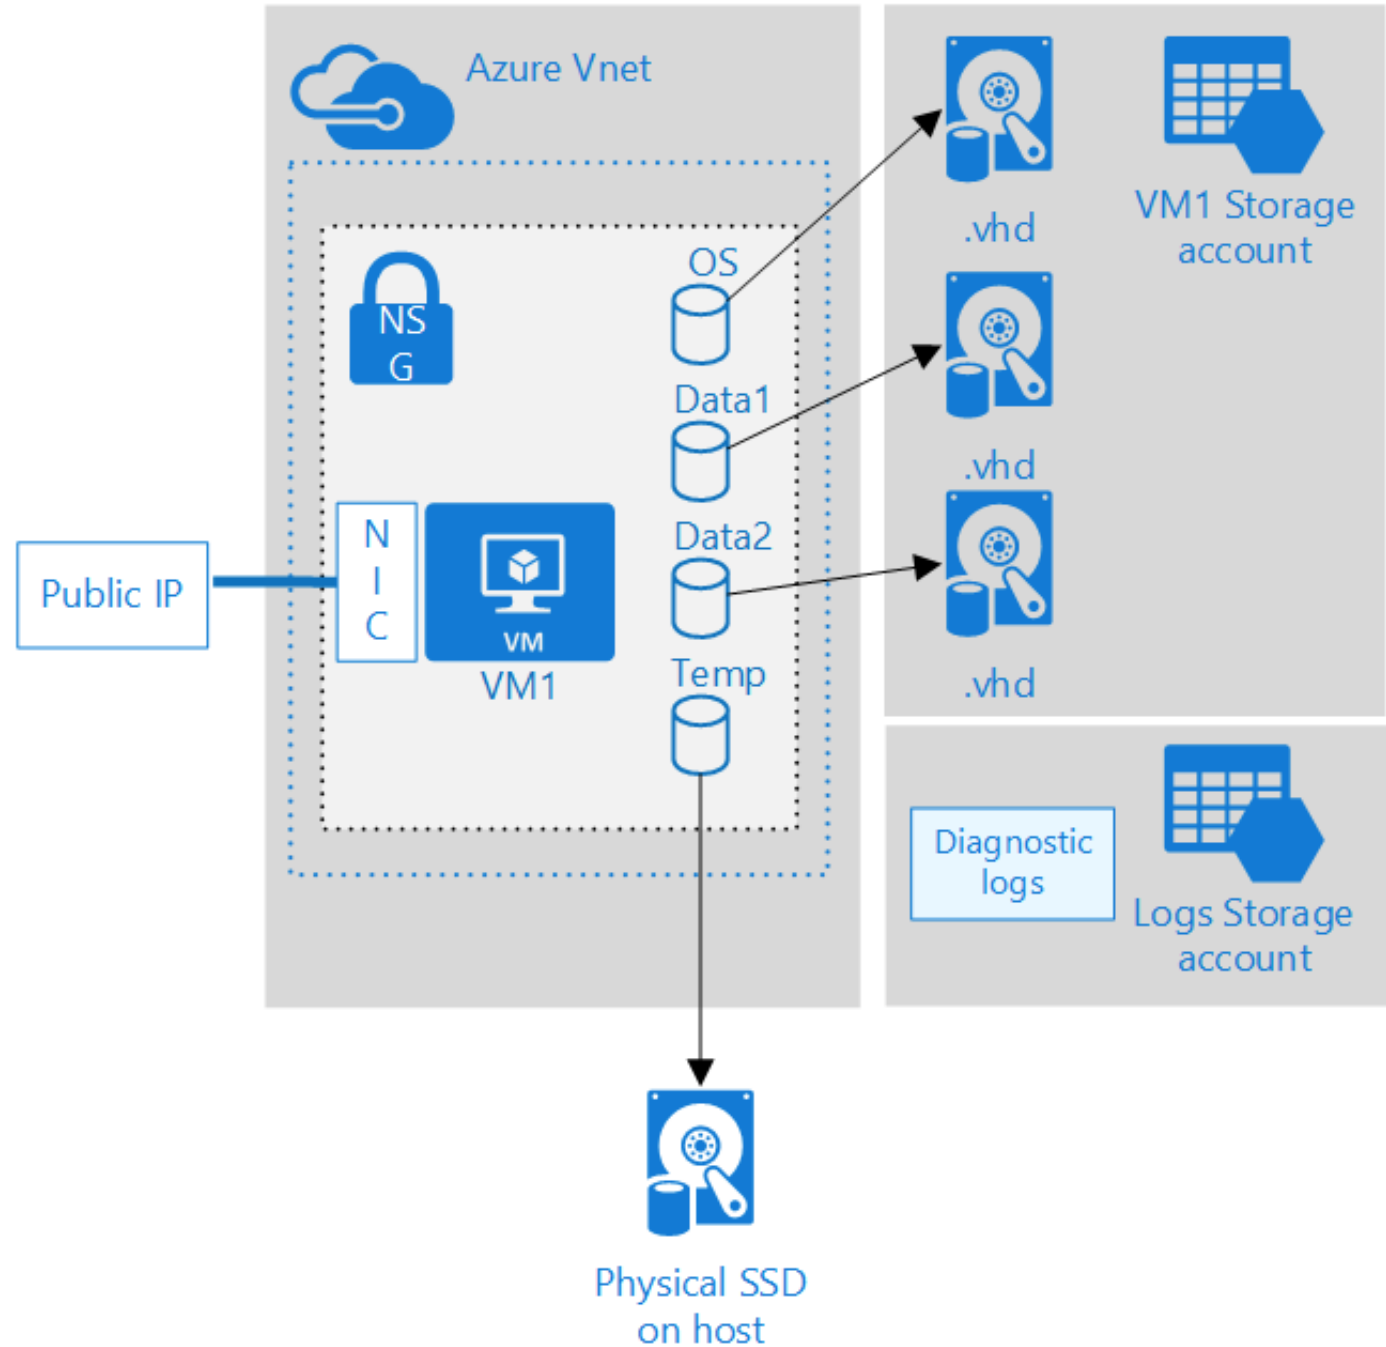 Azure Vnet
NS
G
OS
Data1
Data2
Temp
Public IP
N
I
C
VM
VM1
.vhd
.vhd
.vhd
VM1 Storage
account
Diagnostic
logs
Logs Storage
account
Physical SSD
on host